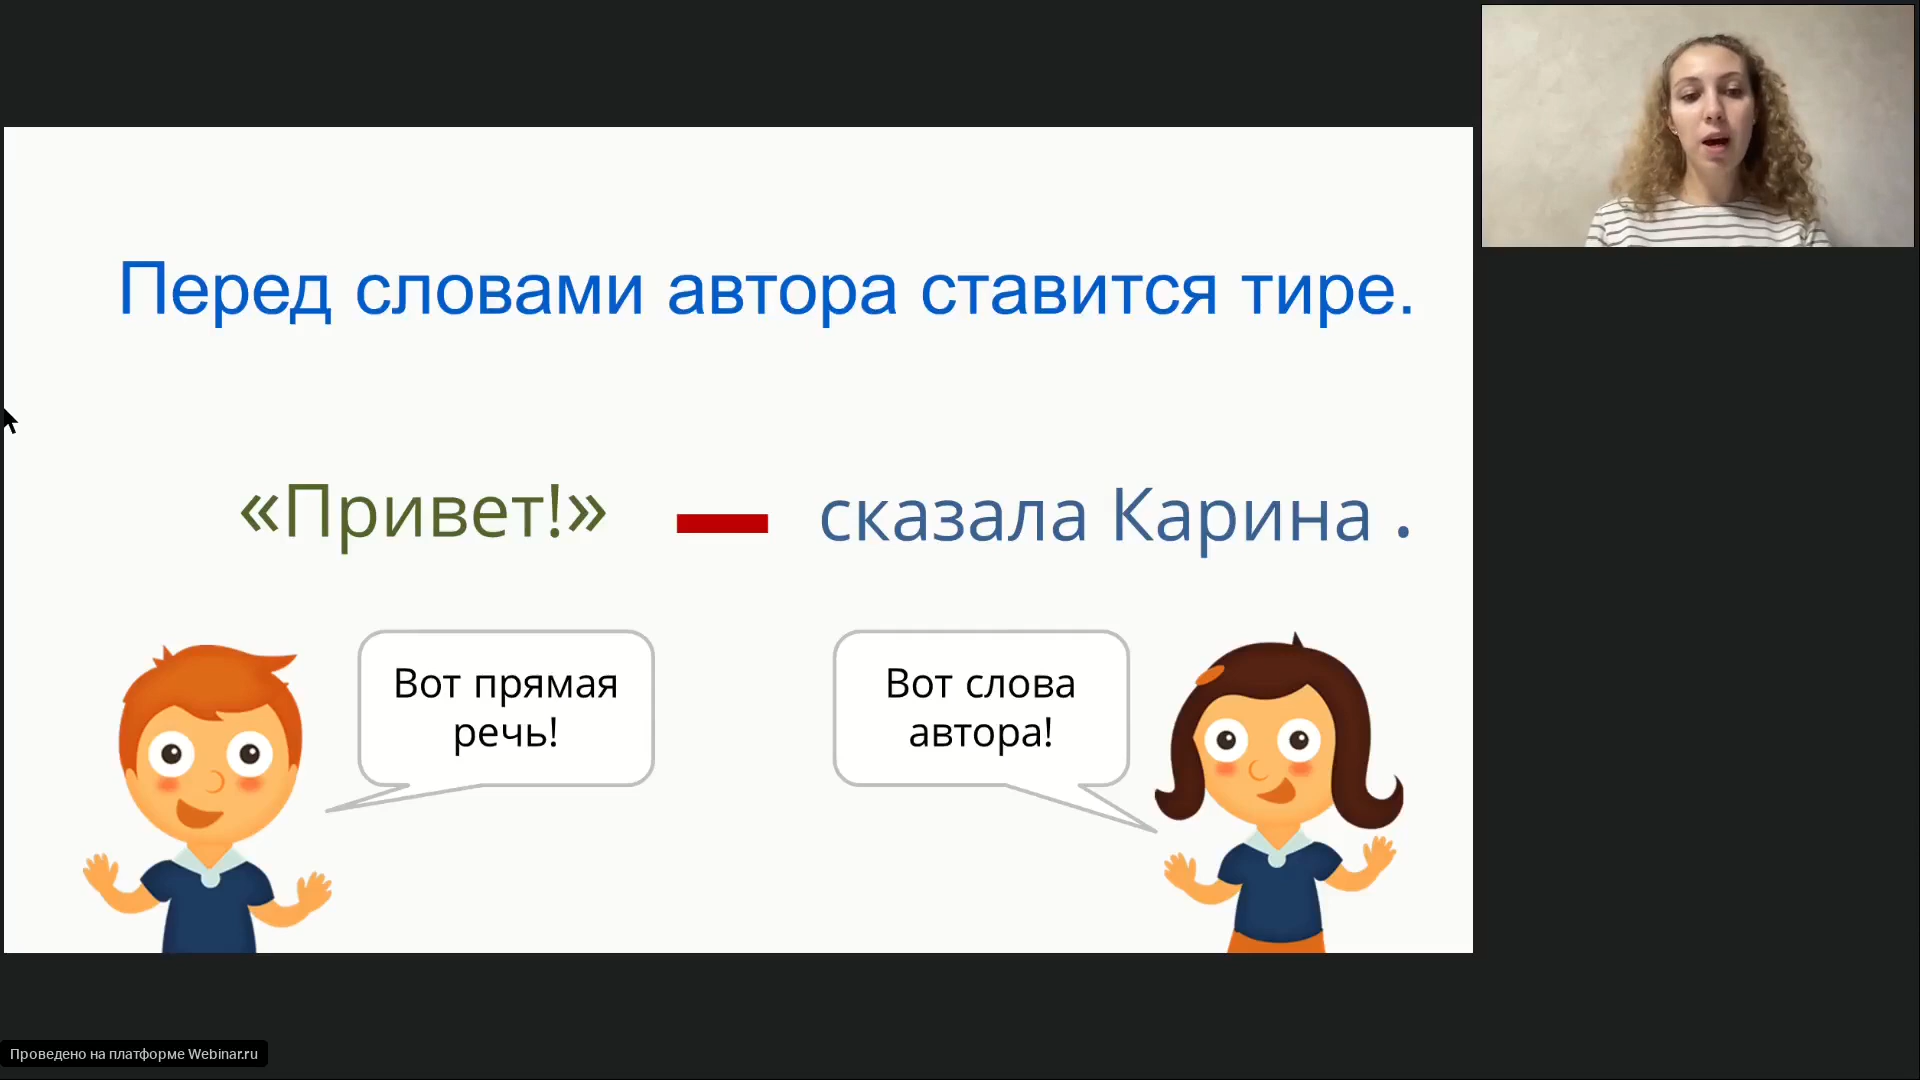 Перед словами автора ставится тире.
«Привет!» — сказала Карина .
Вот прямая
речь!
Вот слова
автора!
Проведено на платформе Webinar.ru